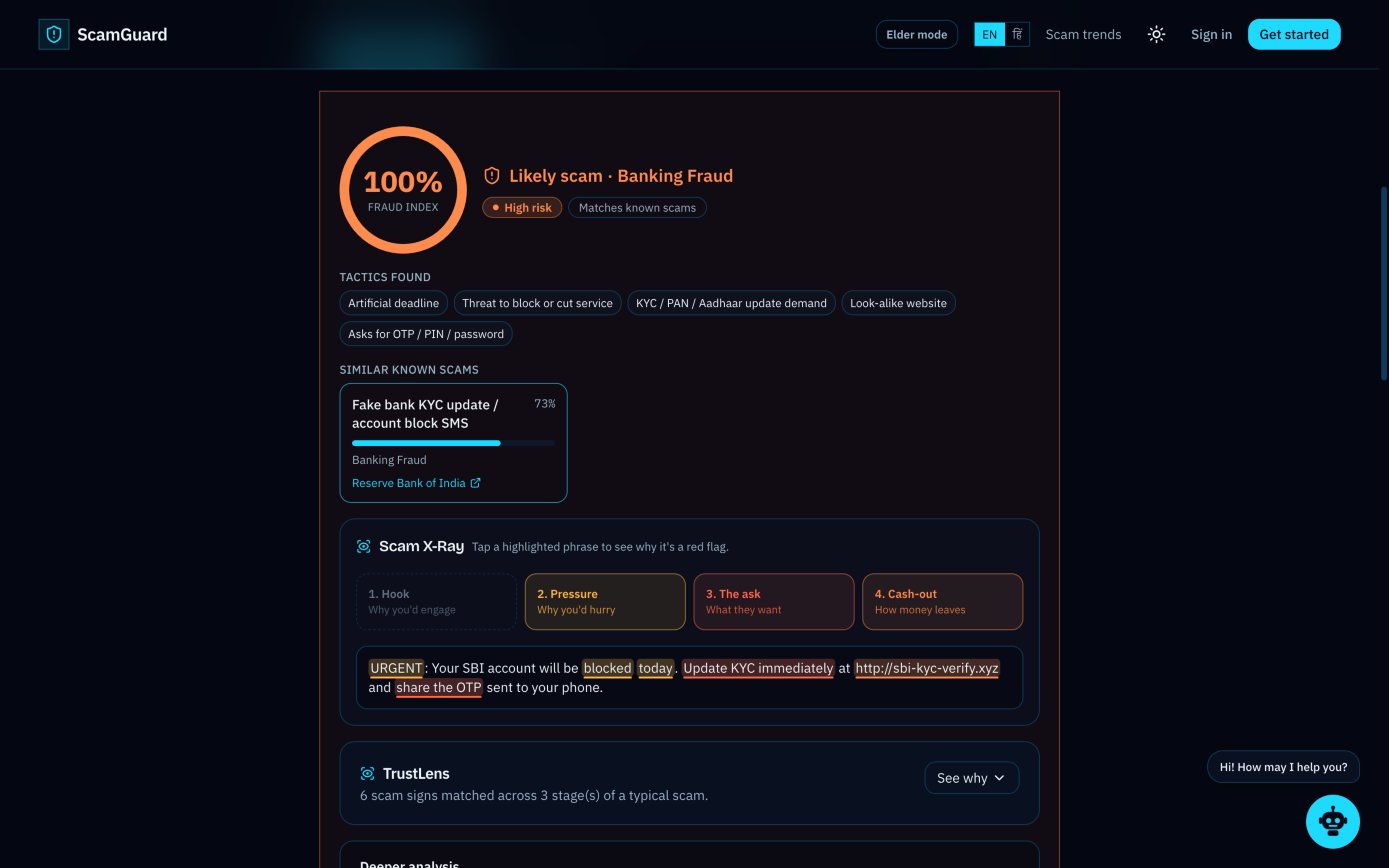 ScamGuard
Elder mode
EN
हिं
Scam trends
Sign in
Get started
100%
FRAUD INDEX
Likely scam · Banking Fraud
High risk
Matches known scams
TACTICS FOUND
Artificial deadline
Threat to block or cut service
KYC / PAN / Aadhaar update demand
Look-alike website
Asks for OTP / PIN / password
SIMILAR KNOWN SCAMS
Fake bank KYC update /
account block SMS
73%
Banking Fraud
Reserve Bank of India
Scam X-Ray
Tap a highlighted phrase to see why it's a red flag.
1. Hook
Why you'd engage
2. Pressure
Why you'd hurry
3. The ask
What they want
4. Cash-out
How money leaves
URGENT: Your SBI account will be blocked today. Update KYC immediately at http://sbi-kyc-verify.xyz
and share the OTP sent to your phone.
TrustLens
6 scam signs matched across 3 stage(s) of a typical scam.
See why
Hi! How may I help you?
Deeper analysis